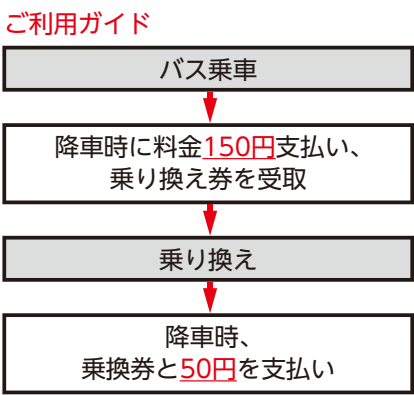 ご利用ガイド
バス乗車
降車時に料金150円支払い、
乗り換え券を受取
乗り換え
降車時、
乗換券と50円を支払い